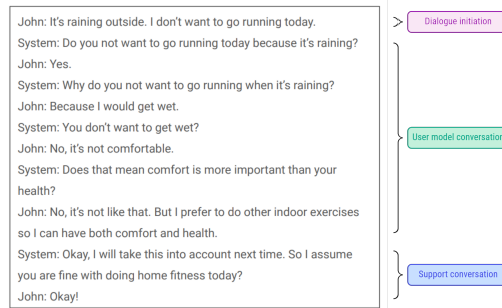 John: It's raining outside. I don't want to go running today.
System: Do you not want to go running today because it's raining?
John: Yes.
System: Why do you not want to go running when it's raining?
John: Because I would get wet.
System: You don't want to get wet?
John: No, it's not comfortable.
System: Does that mean comfort is more important than your
health?
John: No, it's not like that. But I prefer to do other indoor exercises
so I can have both comfort and health.
System: Okay, I will take this into account next time. So I assume
you are fine with doing home fitness today?
John: Okay!
Dialogue initiation
User model conversation
Support conversation